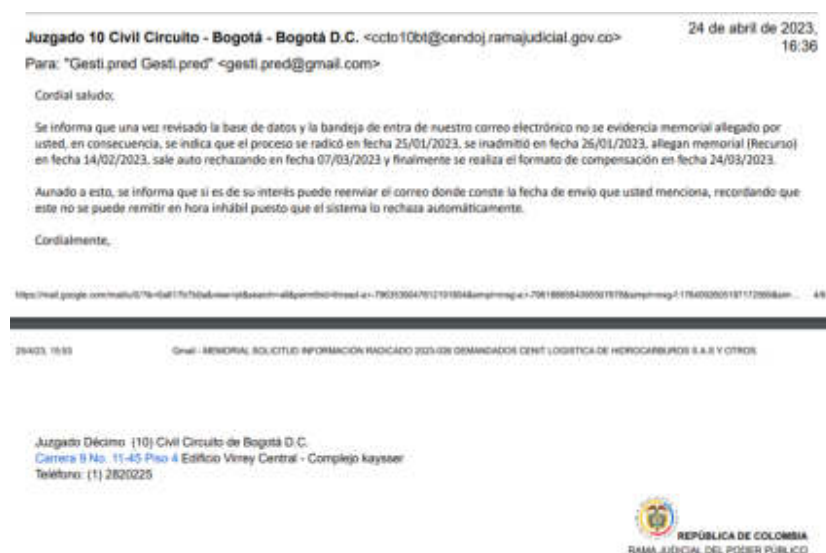 Juzgado 10 Civil Circuito - Bogotá - Bogotá D.C. <ccto10bt@cendoj.ramajudicial.gov.co>
24 de abril de 2023,
16:36
Para: "Gesti.pred Gesti.pred" <gesti.pred@gmail.com>
Cordial saludo;
Se informa que una vez revisado la base de datos y la bandeja de entra de nuestro correo electrónico no se evidencia memorial allegado por
usted, en consecuencia, se indica que el proceso se radicó en fecha 25/01/2023, se inadmitió en fecha 26/01/2023, allegan memorial (Recurso)
en fecha 14/02/2023, sale auto rechazando en fecha 07/03/2023 y finalmente se realiza el formato de compensación en fecha 24/03/2023.
Aunado a esto, se informa que si es de su interés puede reenviar el correo donde conste la fecha de envío que usted menciona, recordando que
este no se puede remitir en hora inhábil puesto que el sistema lo rechaza automáticamente.
Cordialmente,
4/6
Gmail - MEMORIAL SOLICITUD INFORMACIÓN RADICADO 2023-026 DEMANDADOS CENIT LOGISTICA DE HIDROCARBUROS S.A.S Y OTROS
Juzgado Décimo (10) Civil Circuito de Bogotá D.C.
Carrera 9 No. 11-45 Piso 4 Edificio Virrey Central - Complejo kaysser
Teléfono: (1) 2820225
REPÚBLICA DE COLOMBIA
RAMA JUDICIAL DEL PODER PÚBLICO